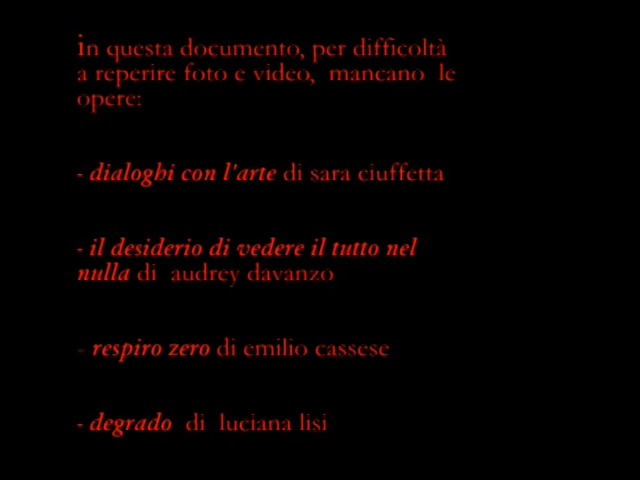 in questa documento, per difficoltà
a reperire foto e video, mancano le
opere:
- dialoghi con l'arte di sara ciuffetta
- il desiderio di vedere il tutto nel
nulla di audrey davanzo
- respiro zero di emilio cassese
- degrado di luciana lisi